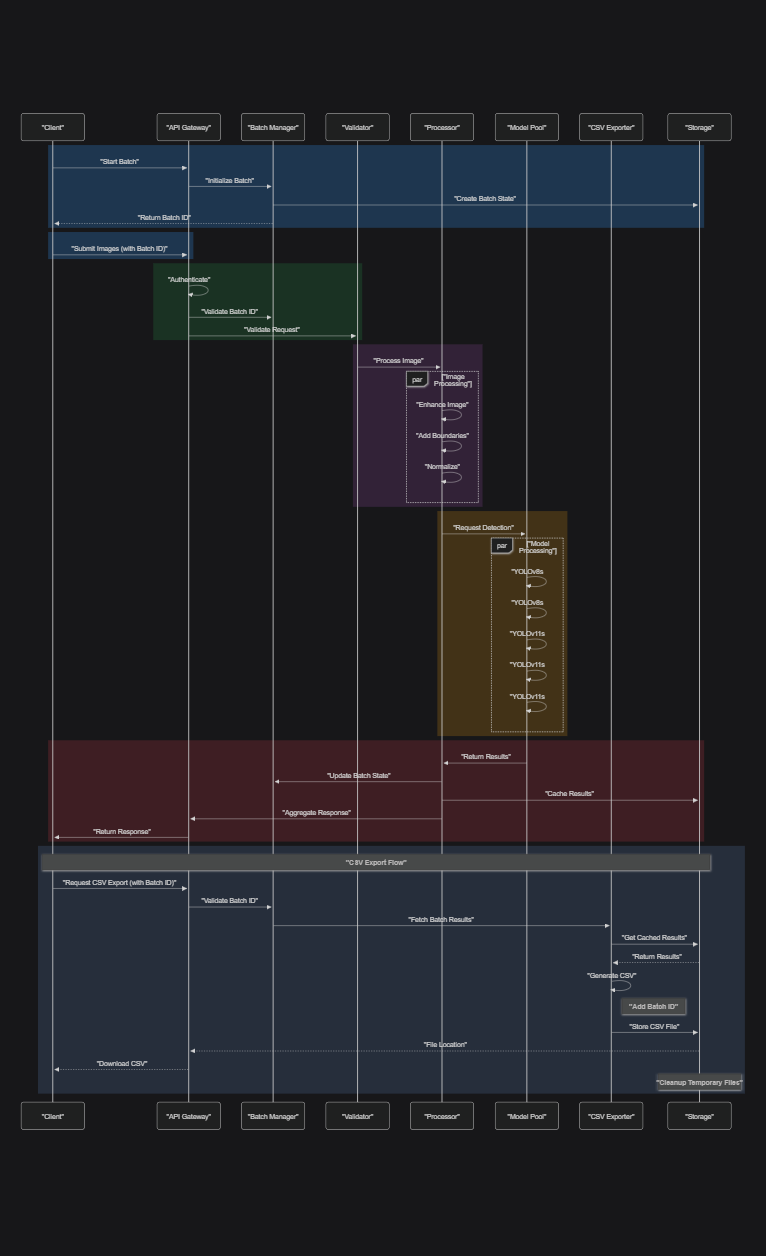 "Client" "API Gateway" "Batch Manager" "Validator" "Processor" "Model Pool" "CSV Exporter" "Storage"
"Start Batch"
"Initialize Batch"
"Create Batch State"
"Return Batch ID"
"Submit Images (with Batch ID)"
"Authenticate"
"Validate Batch ID"
"Validate Request"
"Process Image"
par ["Image
Processing"]
"Enhance Image"
"Add Boundaries"
"Normalize"
"Request Detection"
par ["Model
Processing"]
"YOLOv8s
"YOLOv8s
"YOLOv11s
"YOLOv11s
"YOLOv11s
"Return Results"
"Update Batch State"
"Cache Results"
"Aggregate Response"
"Return Response"
"CSV Export Flow"
"Request CSV Export (with Batch ID)"
"Validate Batch ID"
"Fetch Batch Results"
"Get Cached Results"
"Return Results"
"Generate CSV"
"Add Batch ID"
"Store CSV File"
"File Location"
"Download CSV"
"Cleanup Temporary Files"
"Client" "API Gateway" "Batch Manager" "Validator" "Processor" "Model Pool" "CSV Exporter" "Storage"